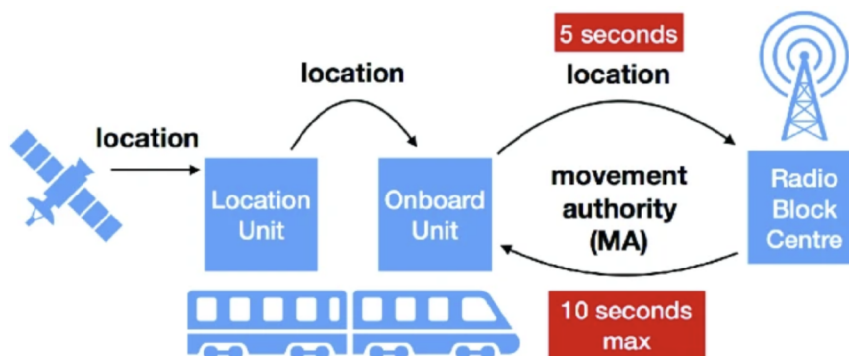 5 seconds
location
location
location
Location
Unit
Onboard
Unit
movement
authority
(MA)
Radio
Block
Centre
10 seconds
max